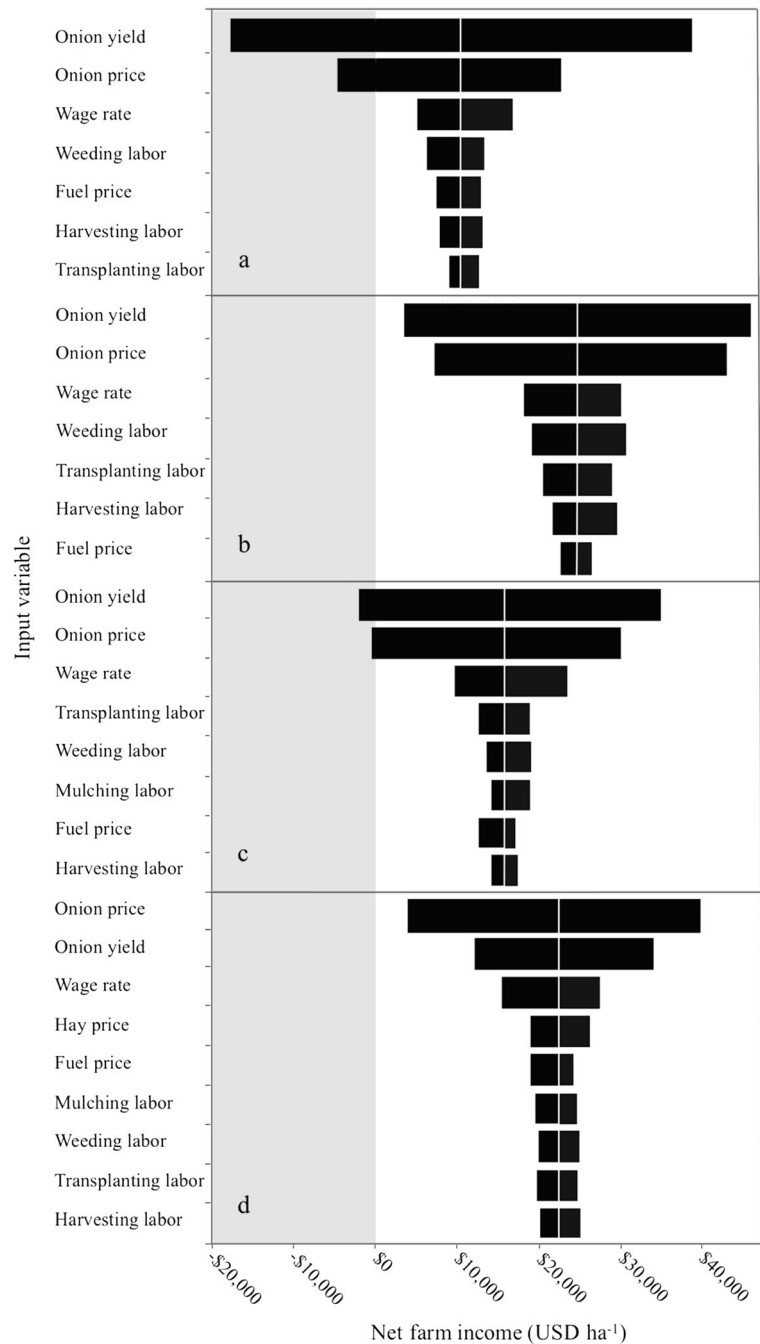 Onion yield
Onion price
Wage rate
Weeding labor
Fuel price
Harvesting labor
Transplanting labor
a
Onion yield
Onion price
Wage rate
Weeding labor
Transplanting labor
Harvesting labor
Fuel price
b
Input variable
Onion yield
Onion price
Wage rate
Transplanting labor
Weeding labor
Mulching labor
Fuel price
Harvesting labor
c
Onion price
Onion yield
Wage rate
Hay price
Fuel price
Mulching labor
Weeding labor
Transplanting labor
Harvesting labor
d
-$20,000
-$10,000
$0
$10,000
$20,000
$30,000
$40,000
Net farm income (USD ha⁻¹)